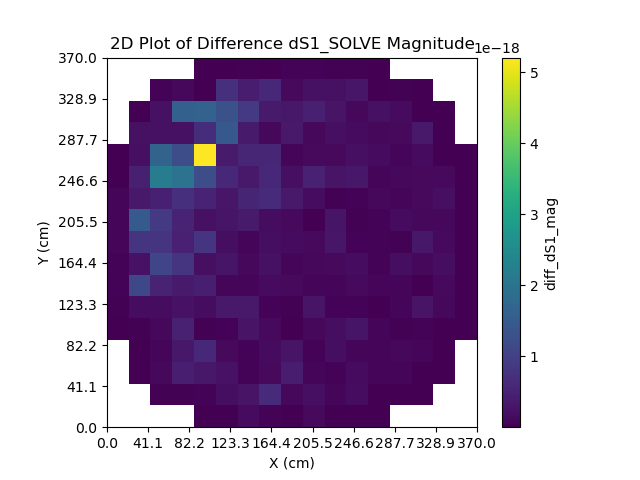 2D Plot of Difference dS1_SOLVE Magnitude
1e−18
370.0
328.9
287.7
246.6
205.5
164.4
123.3
82.2
41.1
0.0
Y (cm)
0.0 41.1 82.2 123.3 164.4 205.5 246.6 287.7 328.9 370.0
X (cm)
5
4
3
2
1
diff_dS1_mag